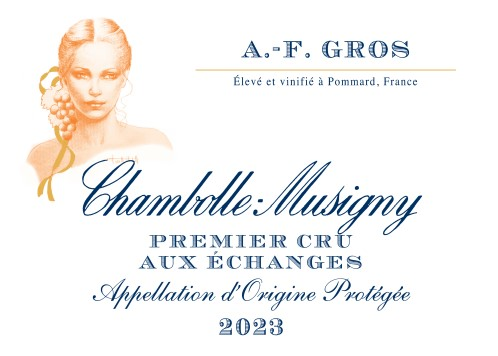 A.-F. GROS
Élevé et vinifié à Pommard, France
Chambolle-Musigny
PREMIER CRU
AUX ÉCHANGES
Appellation d'Origine Protégée
2023